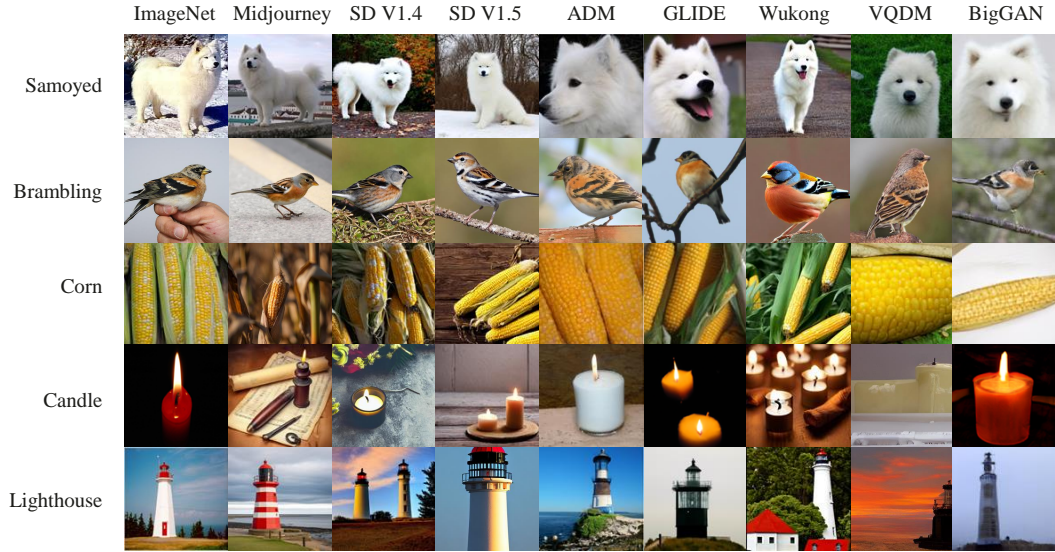 ImageNet Midjourney SD V1.4 SD V1.5 ADM GLIDE Wukong VQDM BigGAN
Samoyed
Brambling
Corn
Candle
Lighthouse